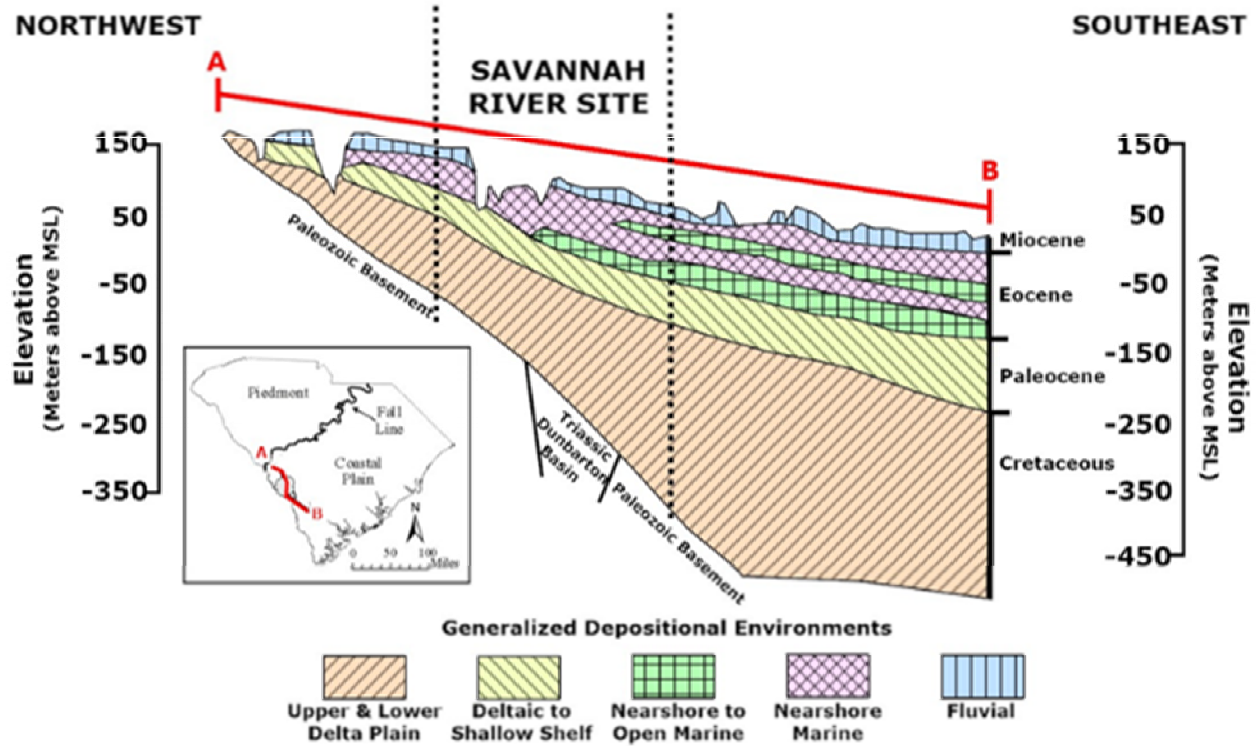 NORTHWEST
SOUTHEAST
A
SAVANNAH
RIVER SITE
B
150
50
-50
-150
-250
-350
Elevation
(Meters above MSL)
150
50
-50
-150
-250
-350
-450
Elevation
(Meters above MSL)
Miocene
Eocene
Paleocene
Cretaceous
Paleozoic Basement
Triassic
Dunbarton
Basin
Paleozoic Basement
Piedmont
Fall
Line
A
Coastal
Plain
B
N
0 50 100
Miles
Generalized Depositional Environments
Upper & Lower
Delta Plain
Deltaic to
Shallow Shelf
Nearshore to
Open Marine
Nearshore
Marine
Fluvial